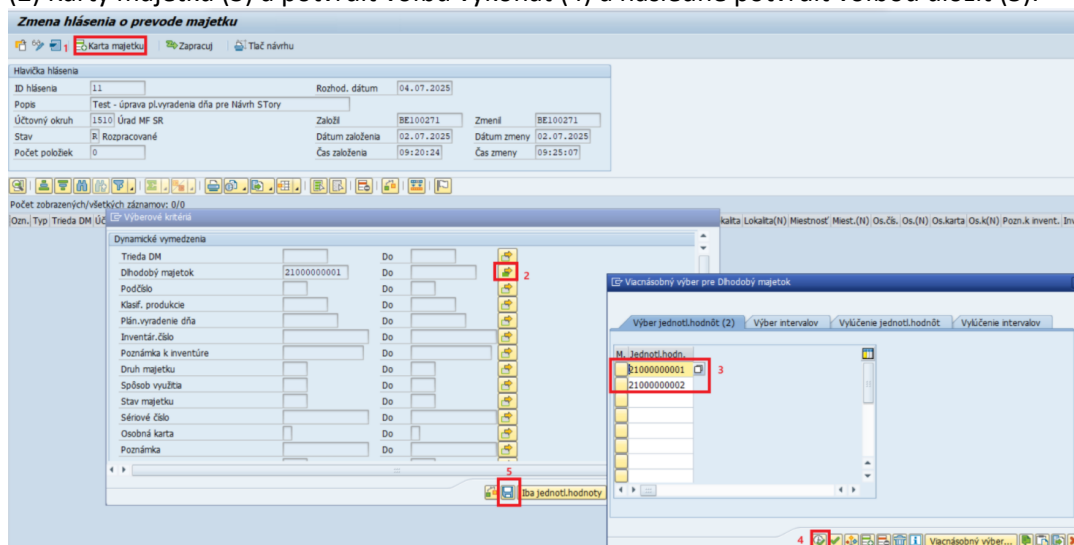 (2) Karty majetku (3) a potvrdiť voľbu Vykonať (4) a následne potvrdiť voľbou uložiť (5).
Zmena hlásenia o prevode majetku
1 Karta majetku Zapracuj Tlač návrhu
Hlavička hlásenia
ID hlásenia 11 Rozhod. dátum 04.07.2025
Popis Test - úprava pl.vyradenia dňa pre Návrh STory
Účtovný okruh 1510 Úrad MF SR Založil BE100271 Zmenil BE100271
Stav R Rozpracované Dátum založenia 02.07.2025 Dátum zmeny 02.07.2025
Počet položiek 0 Čas založenia 09:20:24 Čas zmeny 09:25:07
Počet zobrazených/všetkých záznamov: 0/0
Ozn. Typ Trieda DM Úč kalita Lokalita(N) Miestnosť Miest.(N) Os.čís. Os.(N) Os.karta Os.k(N) Pozn.k invent. Inv
Výberové kritériá
Dynamické vymedzenia
Trieda DM Do
Dlhodobý majetok 21000000001 Do 2
Podčíslo Do
Klasif. produkcie Do
Plán.vyradenie dňa Do
Inventár.číslo Do
Poznámka k inventúre Do
Druh majetku Do
Spôsob využitia Do
Stav majetku Do
Sériové číslo Do
Osobná karta Do
Poznámka Do
5
Iba jednotl.hodnoty
Viacnásobný výber pre Dlhodobý majetok
Výber jednotl.hodnôt (2) Výber intervalov Vylúčenie jednotl.hodnôt Vylúčenie intervalov
M. Jednotl.hodn.
21000000001 3
21000000002
4 Viacnásobný výber...